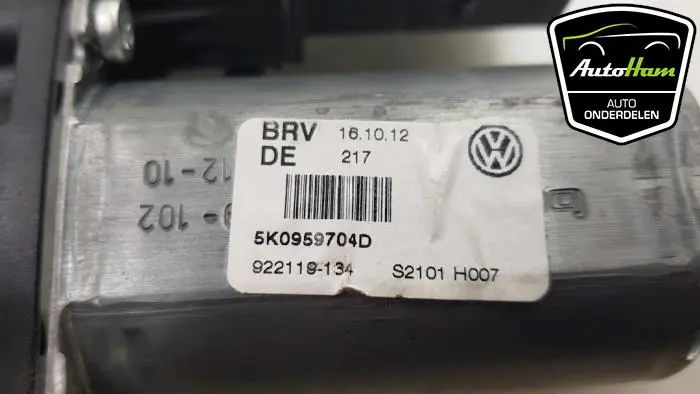 AutoHam
AUTO
ONDERDELEN
BRV 16.10.12
DE 217
5K0959704D
922119-134 S2101 H007
12-10
- 102